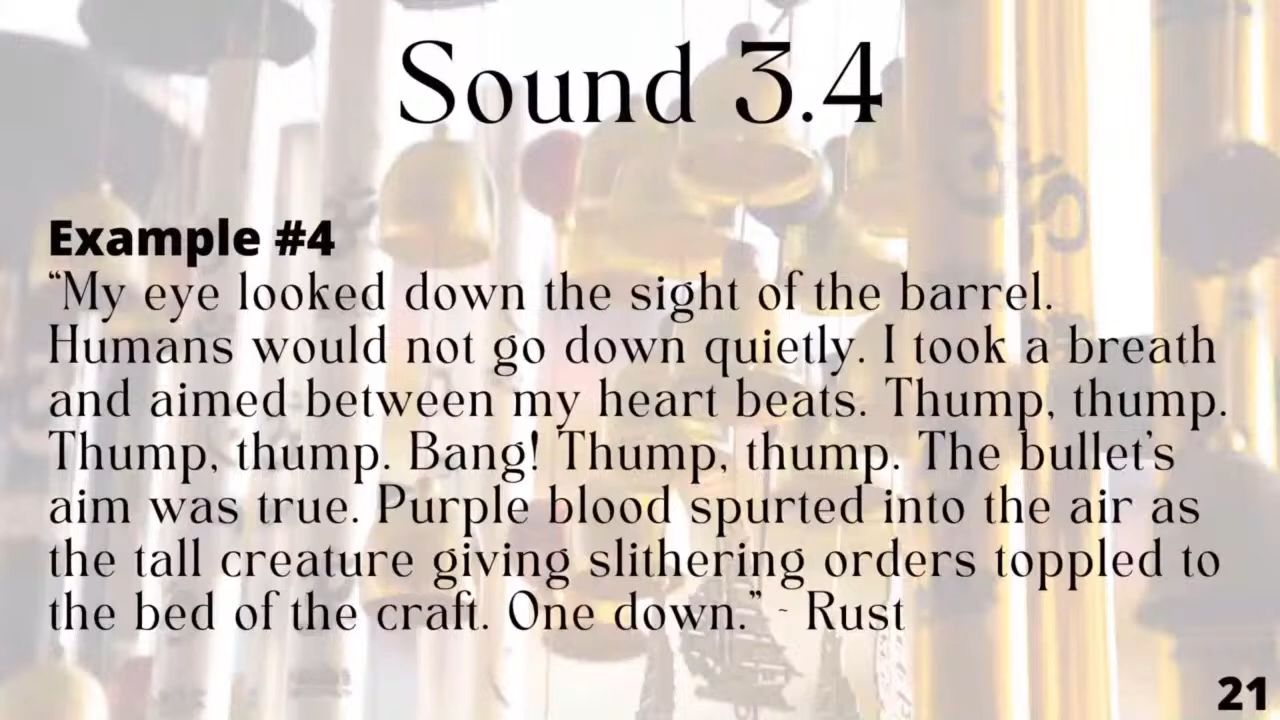 Sound 3.4
Example #4
“My eye looked down the sight of the barrel.
Humans would not go down quietly. I took a breath
and aimed between my heart beats. Thump, thump.
Thump, thump. Bang! Thump, thump. The bullet’s
aim was true. Purple blood spurted into the air as
the tall creature giving slithering orders toppled to
the bed of the craft. One down.” - Rust
21